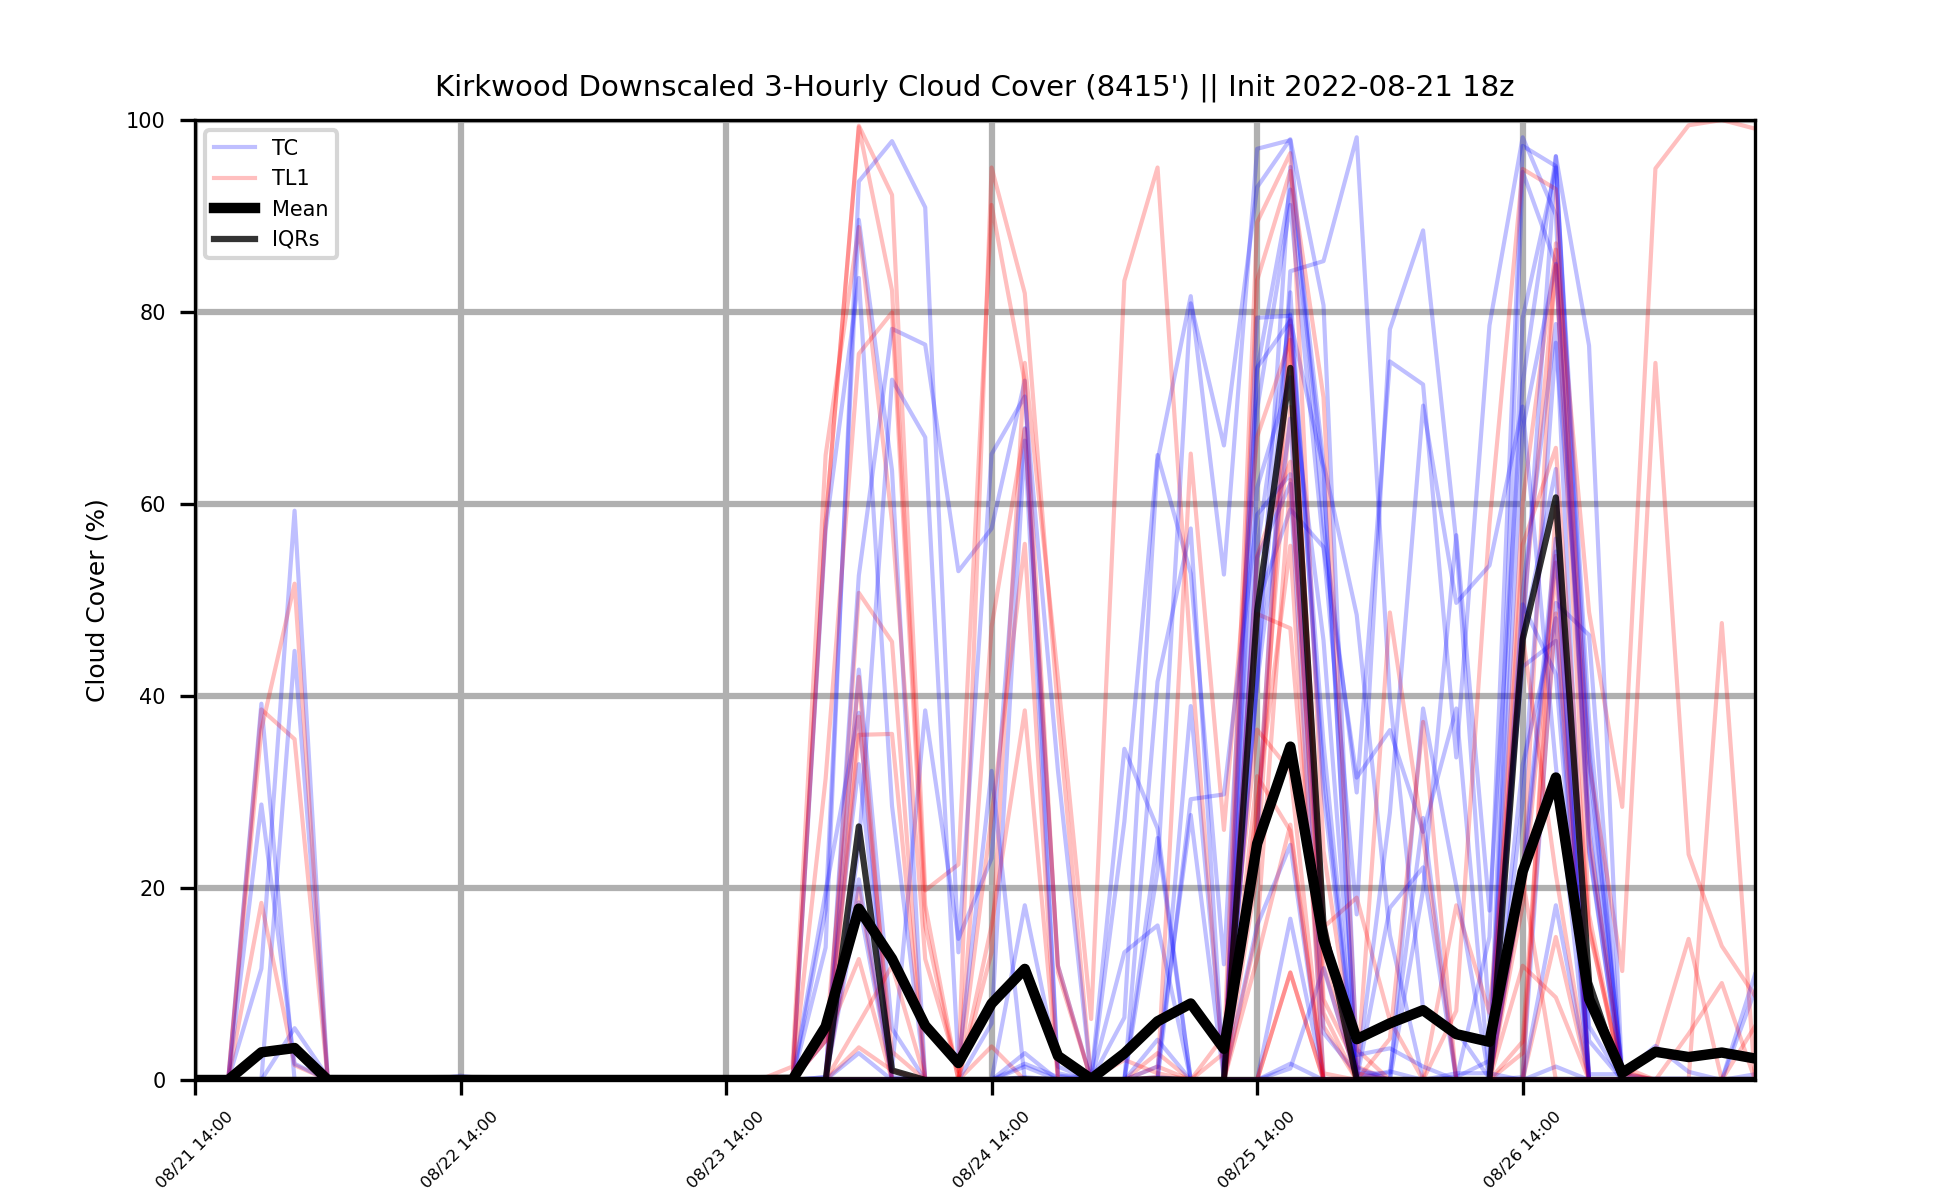 Kirkwood Downscaled 3-Hourly Cloud Cover (8415') || Init 2022-08-21 18z
Cloud Cover (%)
100
80
60
40
20
0
TC
TL1
Mean
IQRs
08/21 14:00
08/22 14:00
08/23 14:00
08/24 14:00
08/25 14:00
08/26 14:00